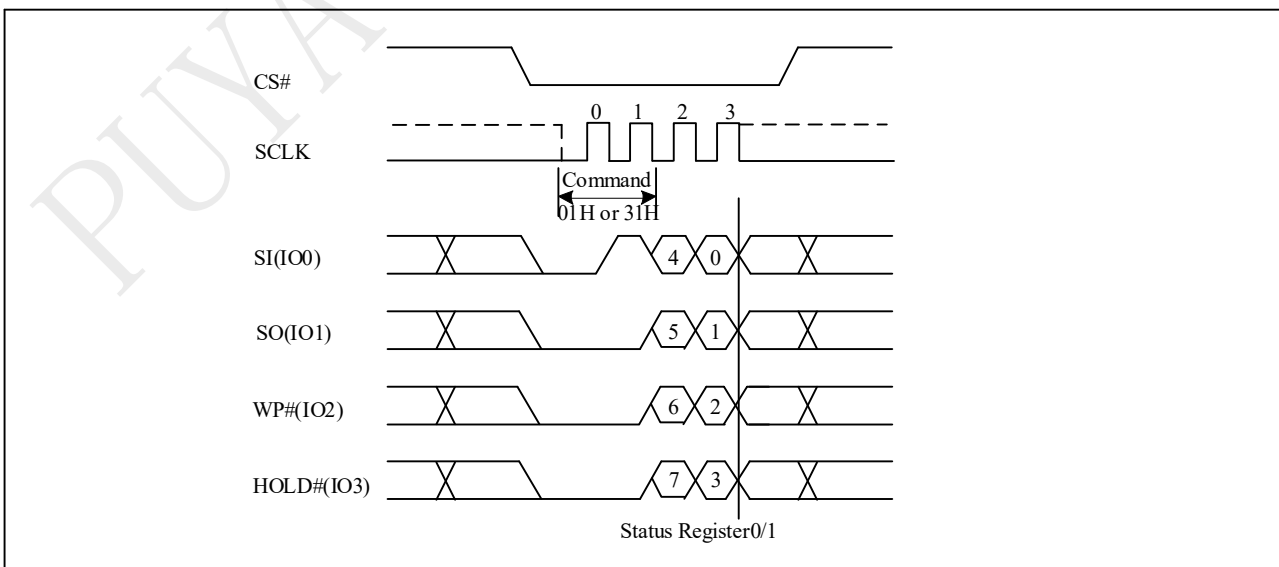 PUYA
CS#
0 1 2 3
SCLK
Command
01H or 31H
SI(IO0) 4 0
SO(IO1) 5 1
WP#(IO2) 6 2
HOLD#(IO3) 7 3
Status Register0/1